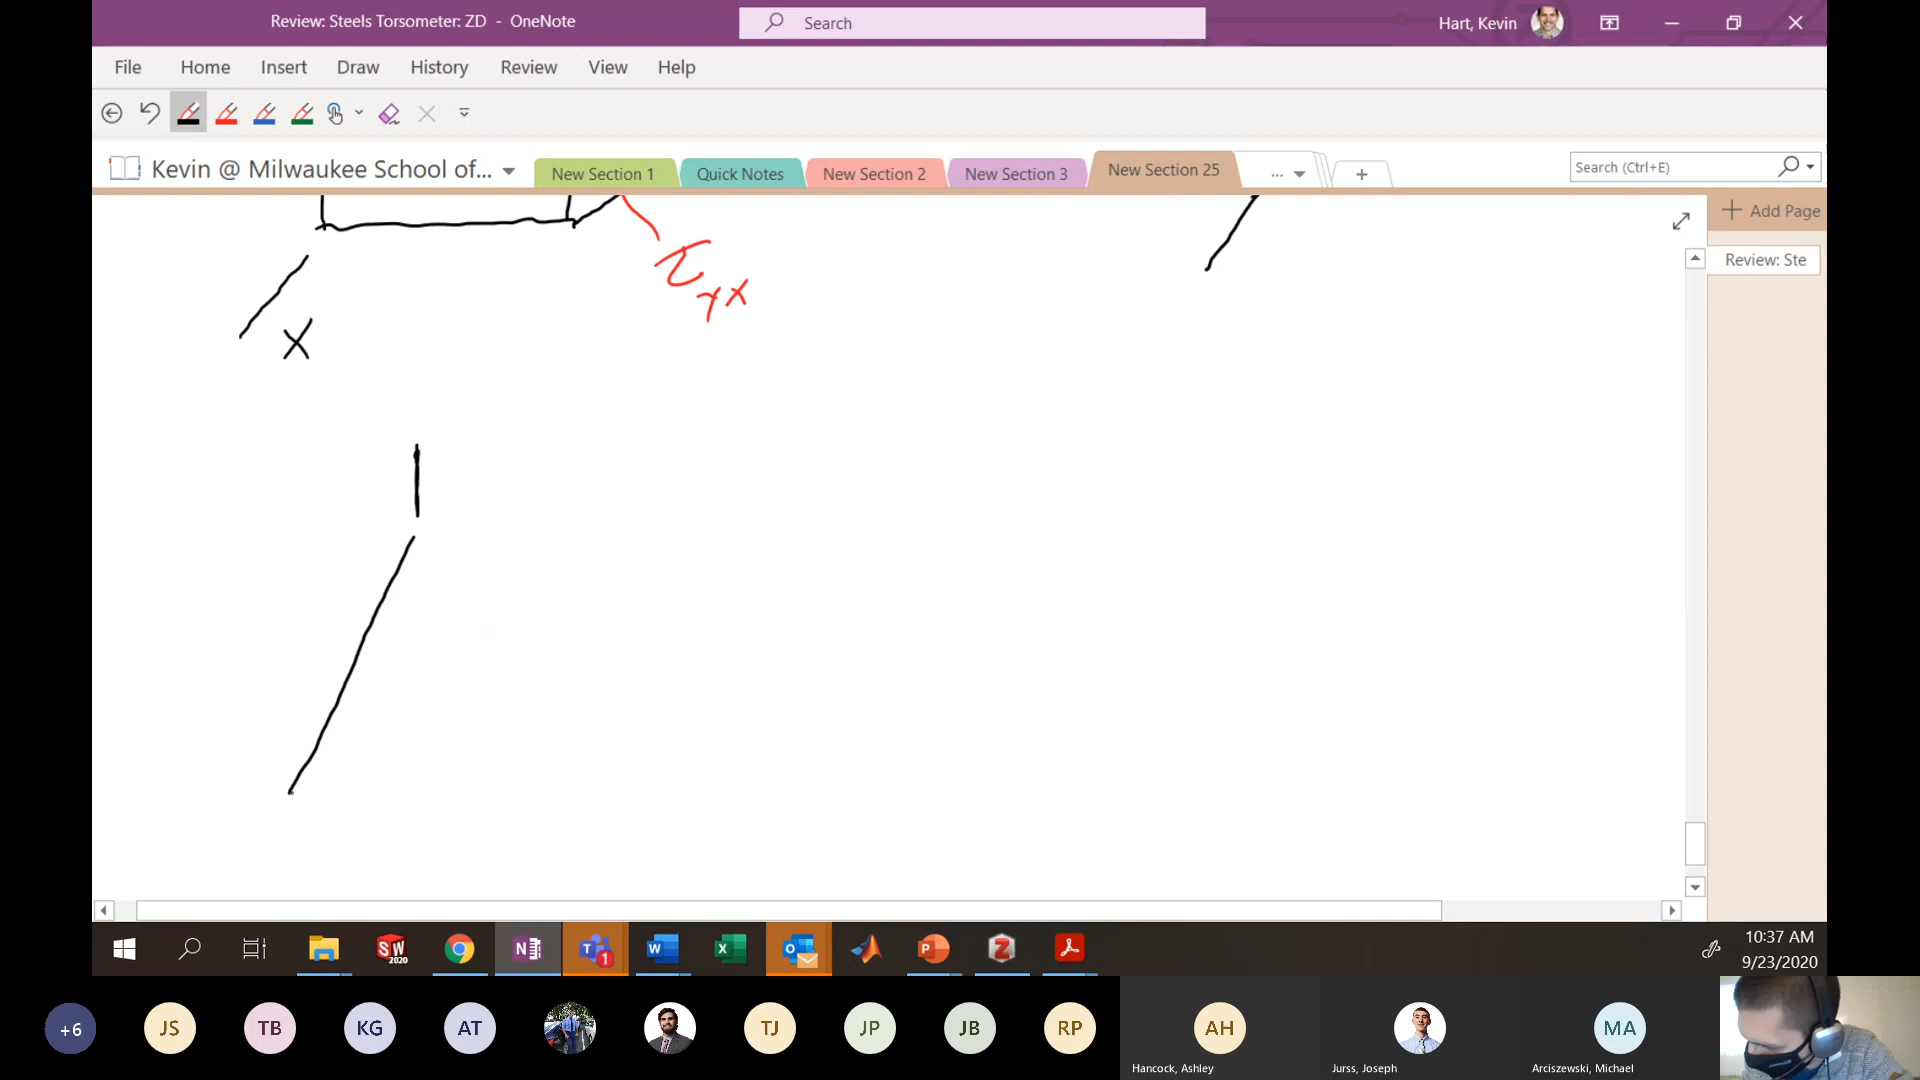 Review: Steels Torsometer: ZD - OneNote
Search
Hart, Kevin
File Home Insert Draw History Review View Help
Kevin @ Milwaukee School of...
New Section 1 Quick Notes New Section 2 New Section 3 New Section 25 ... +
Search (Ctrl+E)
+ Add Page
Review: Ste
τyx
x
SW 2020 N T 1 W X O P Z
10:37 AM
9/23/2020
+6 JS TB KG AT TJ JP JB RP AH MA
Hancock, Ashley Jurss, Joseph Arciszewski, Michael